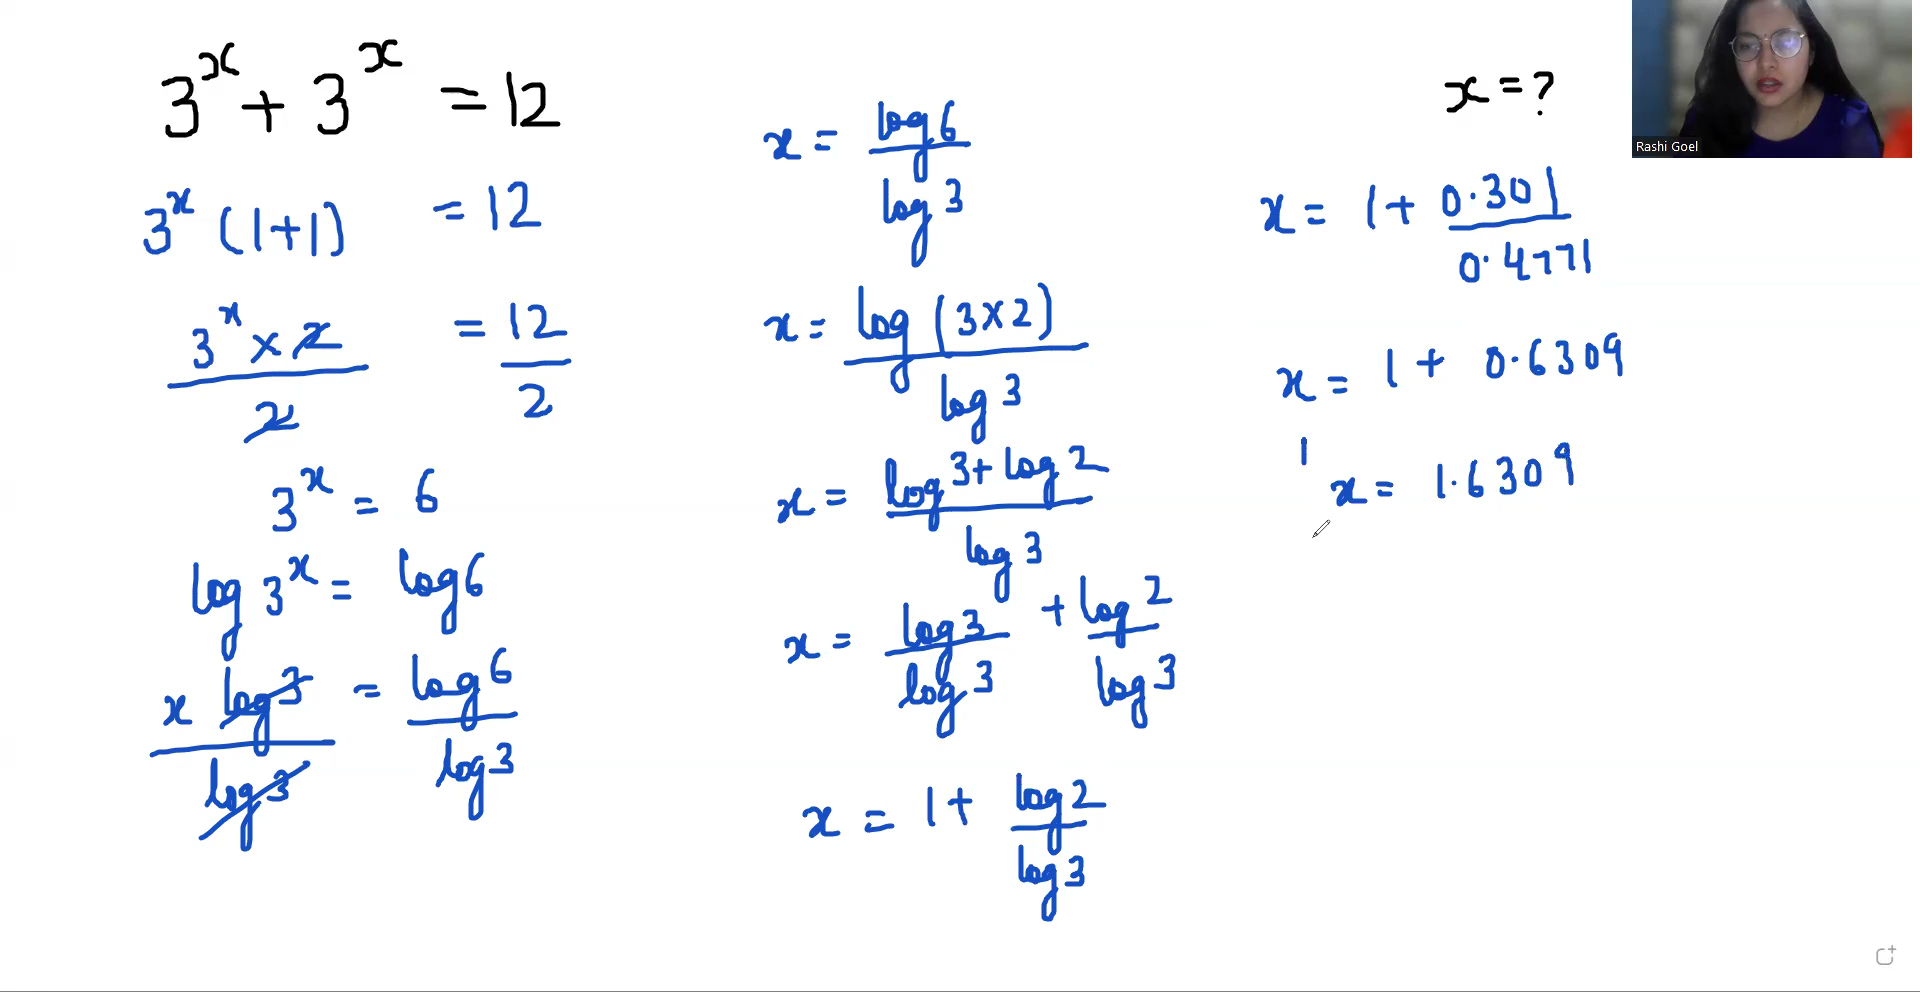 3^x + 3^x = 12
3^x (1+1) = 12
3^x × 2 / 2 = 12 / 2
3^x = 6
log 3^x = log 6
x log 3 / log 3 = log 6 / log 3
x = log 6 / log 3
x = log (3×2) / log 3
x = log 3 + log 2 / log 3
x = log 3 / log 3 + log 2 / log 3
x = 1 + log 2 / log 3
x = ?
x = 1 + 0.301 / 0.4771
x = 1 + 0.6309
x = 1.6309
Rashi Goel